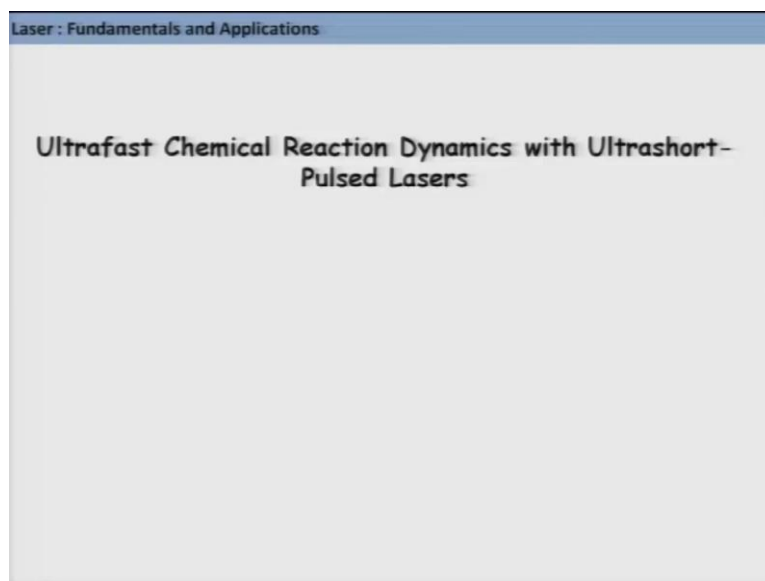 Laser : Fundamentals and Applications
Ultrafast Chemical Reaction Dynamics with Ultrashort-
Pulsed Lasers